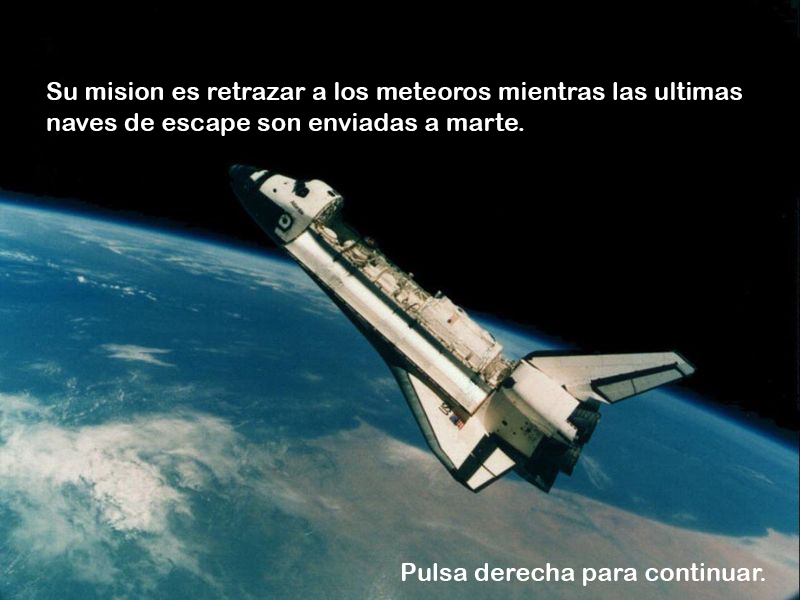 Su mision es retrazar a los meteoros mientras las ultimas
naves de escape son enviadas a marte.
Pulsa derecha para continuar.